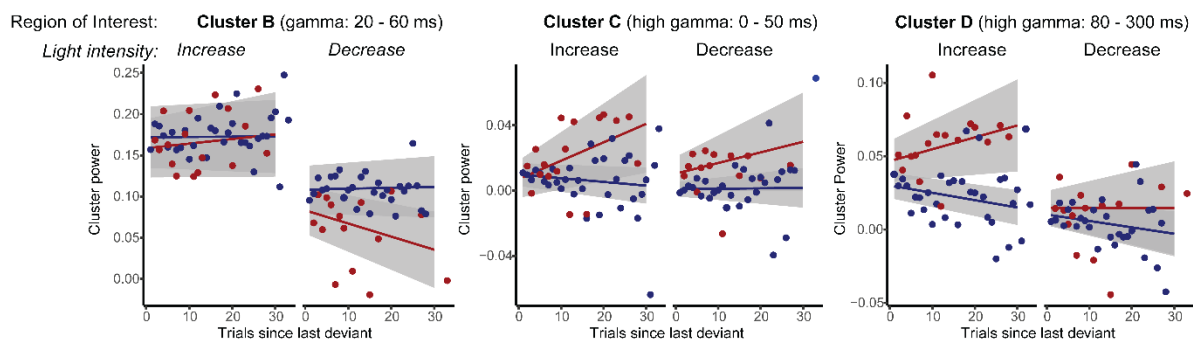 Region of Interest: Cluster B (gamma: 20 - 60 ms) Cluster C (high gamma: 0 - 50 ms) Cluster D (high gamma: 80 - 300 ms)
Light intensity: Increase Decrease Increase Decrease Increase Decrease
Cluster power
0.25
0.20
0.15
0.10
0.05
0.00
0 10 20 30 0 10 20 30
Trials since last deviant
Cluster power
0.04
0.00
−0.04
0 10 20 30 0 10 20 30
Trials since last deviant
Cluster Power
0.10
0.05
0.00
−0.05
0 10 20 30 0 10 20 30
Trials since last deviant